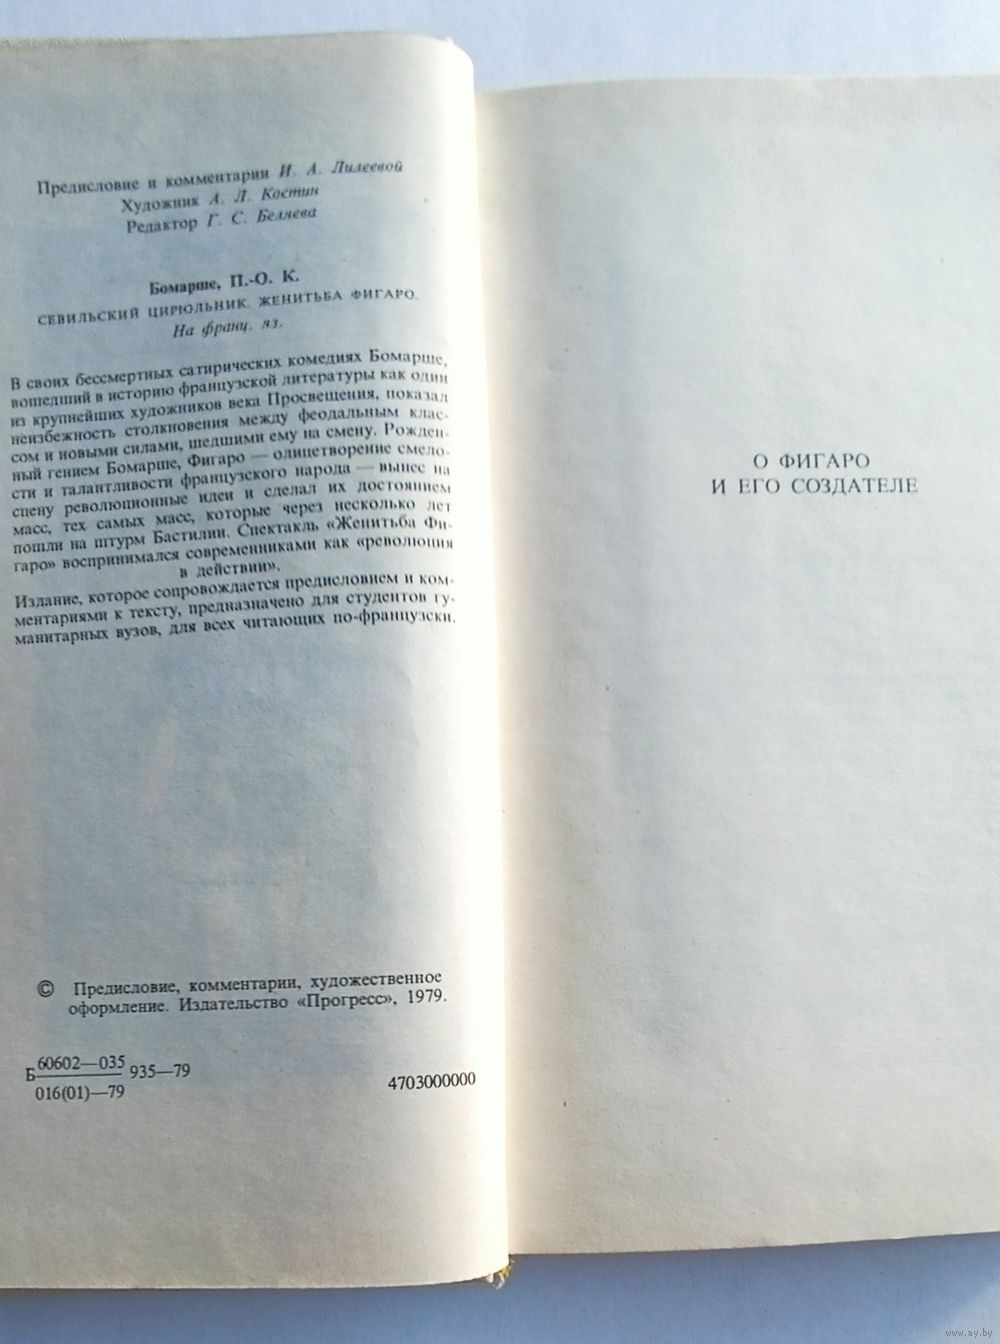 Предисловие и комментарии И. А. Лилеевой
Художник А. Л. Костин
Редактор Г. С. Беляева
Бомарше, П.-О. К.
СЕВИЛЬСКИЙ ЦИРЮЛЬНИК. ЖЕНИТЬБА ФИГАРО.
На франц. яз.
В своих бессмертных сатирических комедиях Бомарше,
вошедший в историю французской литературы как один
из крупнейших художников века Просвещения, показал
неизбежность столкновения между феодальным клас-
сом и новыми силами, шедшими ему на смену. Рожден-
ный гением Бомарше, Фигаро — олицетворение смело-
сти и талантливости французского народа — вынес на
сцену революционные идеи и сделал их достоянием
масс, тех самых масс, которые через несколько лет
пошли на штурм Бастилии. Спектакль «Женитьба Фи-
гаро» воспринимался современниками как «революция
в действии».
Издание, которое сопровождается предисловием и ком-
ментариями к тексту, предназначено для студентов гу-
манитарных вузов, для всех читающих по-французски.
© Предисловие, комментарии, художественное
оформление. Издательство «Прогресс», 1979.
Б 60602—035 935—79
016(01)—79
4703000000
О ФИГАРО
И ЕГО СОЗДАТЕЛЕ
www.ay.by